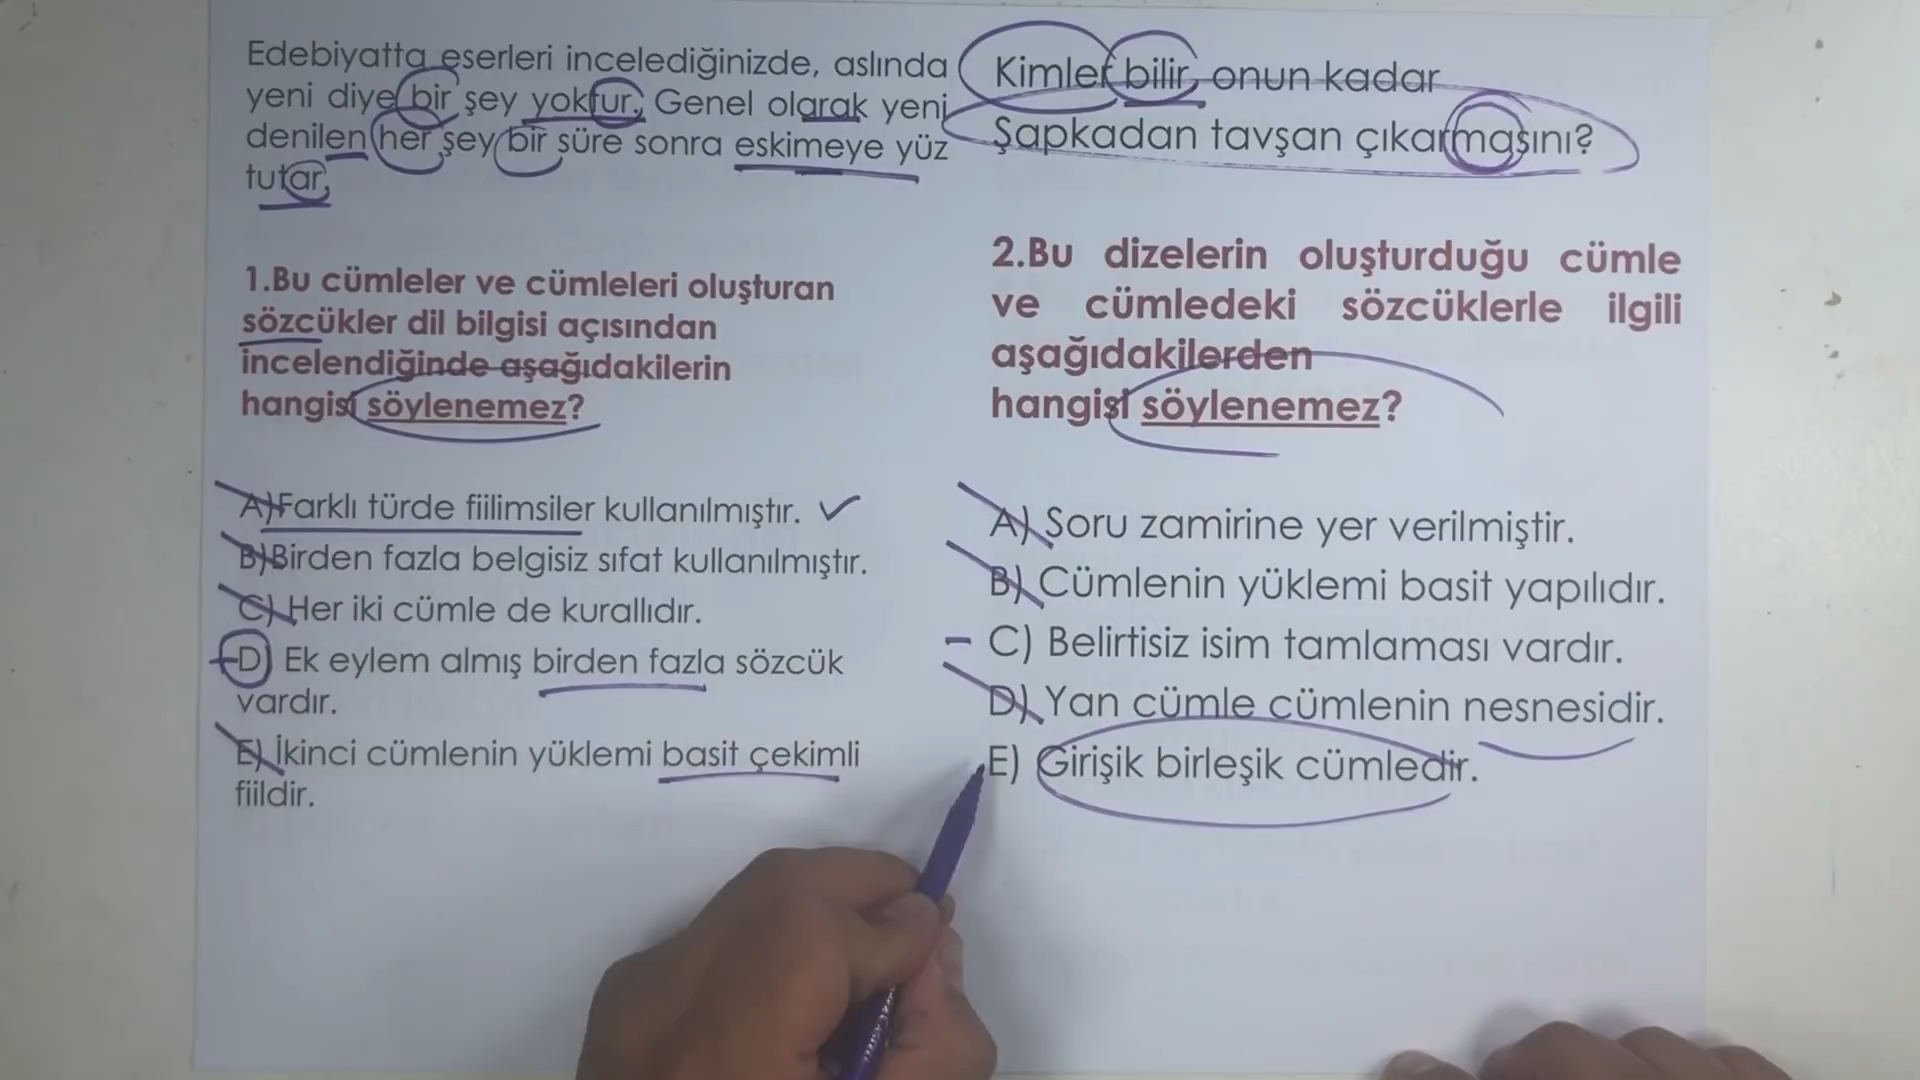 Edebiyatta eserleri incelediğinizde, aslında
yeni diye bir şey yoktur. Genel olarak yeni
denilen her şey bir süre sonra eskimeye yüz
tutar.
1.Bu cümleler ve cümleleri oluşturan
sözcükler dil bilgisi açısından
incelendiğinde aşağıdakilerin
hangisi söylenemez?
A)Farklı türde fiilimsiler kullanılmıştır.
B)Birden fazla belgisiz sıfat kullanılmıştır.
C) Her iki cümle de kurallıdır.
D) Ek eylem almış birden fazla sözcük
vardır.
E) İkinci cümlenin yüklemi basit çekimli
fiildir.
Kimler bilir, onun kadar
Şapkadan tavşan çıkarmasını?
2.Bu dizelerin oluşturduğu cümle
ve cümledeki sözcüklerle ilgili
aşağıdakilerden
hangisi söylenemez?
A) Soru zamirine yer verilmiştir.
B) Cümlenin yüklemi basit yapılıdır.
C) Belirtisiz isim tamlaması vardır.
D) Yan cümle cümlenin nesnesidir.
E) Girişik birleşik cümledir.